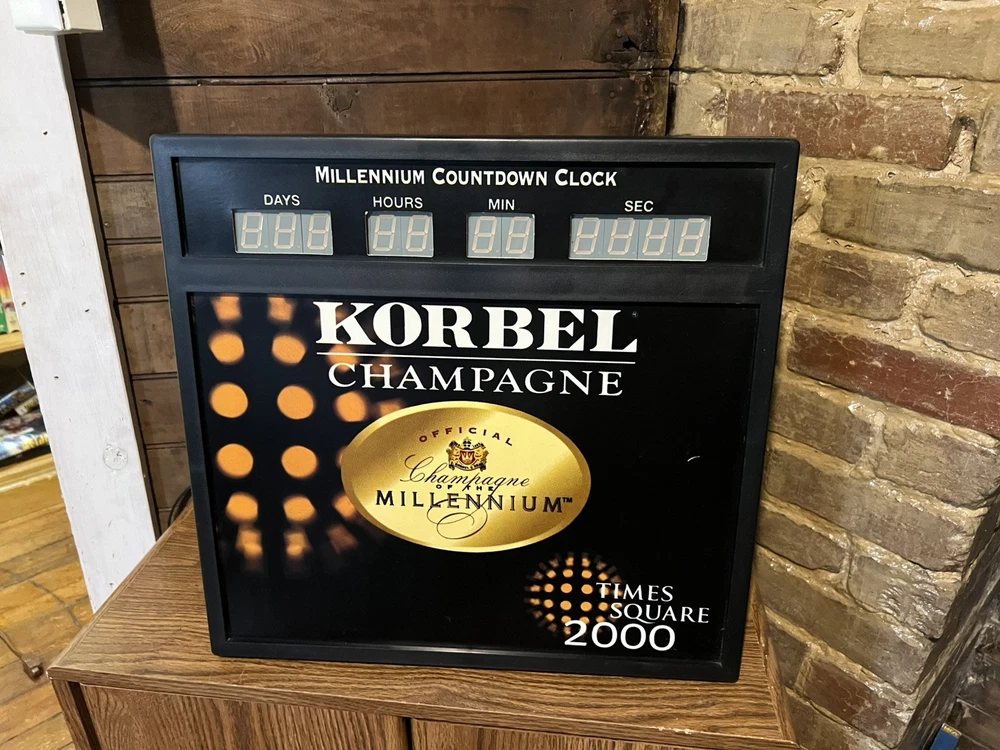 MILLENNIUM COUNTDOWN CLOCK
DAYS HOURS MIN SEC
KORBEL
CHAMPAGNE
OFFICIAL
Champagne
OF THE
MILLENNIUM™
TIMES
SQUARE
2000